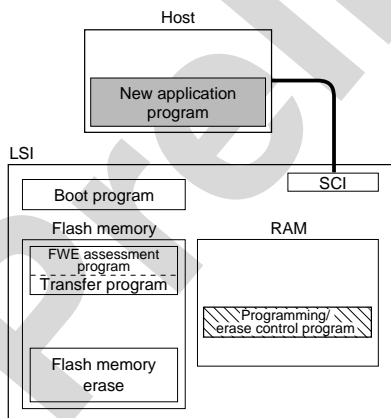 Host
New application
program
LSI
SCI
Boot program
Flash memory
RAM
FWE assessment
program
Transfer program
Programming/
erase control program
Flash memory
erase